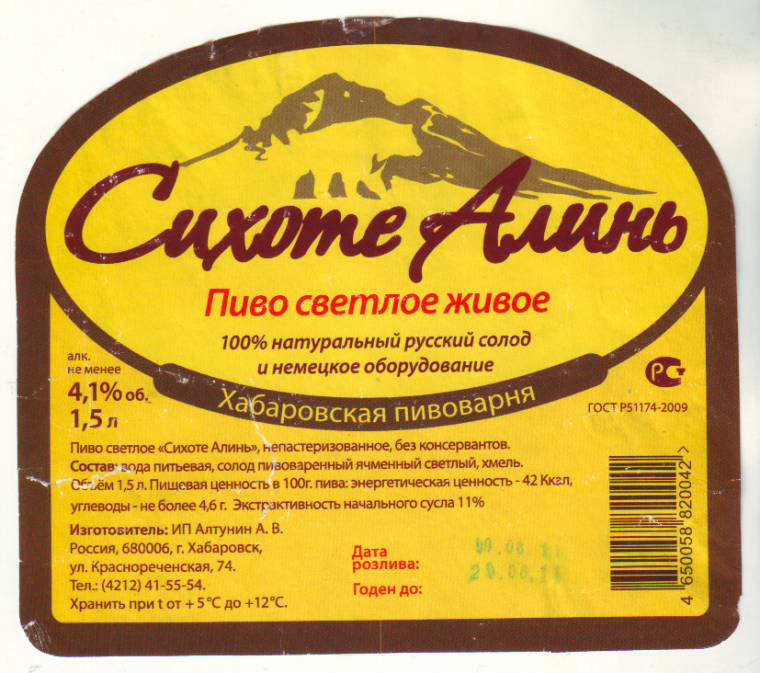 Сихоте Алинь
Пиво светлое живое
100% натуральный русский солод
и немецкое оборудование
Хабаровская пивоварня
алк.
не менее
4,1% об.
1,5 л
РСТ
ГОСТ Р51174-2009
Пиво светлое «Сихоте Алинь», непастеризованное, без консервантов.
Состав: вода питьевая, солод пивоваренный ячменный светлый, хмель.
Объём 1,5 л. Пищевая ценность в 100г. пива: энергетическая ценность - 42 Ккал,
углеводы - не более 4,6 г. Экстрактивность начального сусла 11%
Изготовитель: ИП Алтунин А. В.
Россия, 680006, г. Хабаровск,
ул. Краснореченская, 74.
Тел.: (4212) 41-55-54.
Хранить при t от + 5°С до +12°С.
Дата
розлива:
Годен до:
4 650058 820042 >